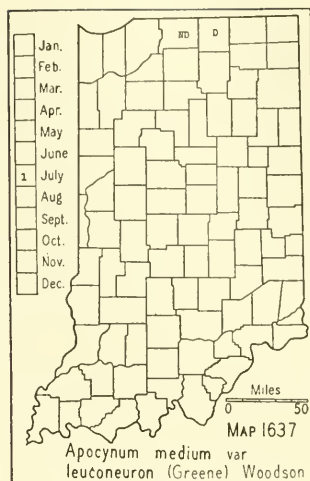 Jan.
Feb.
Mar.
Apr.
May
June
1 July
Aug
Sept.
Oct.
Nov.
Dec.
ND D
Miles
0 50
MAP 1637
Apocynum medium var
leuconeuron (Greene) Woodson